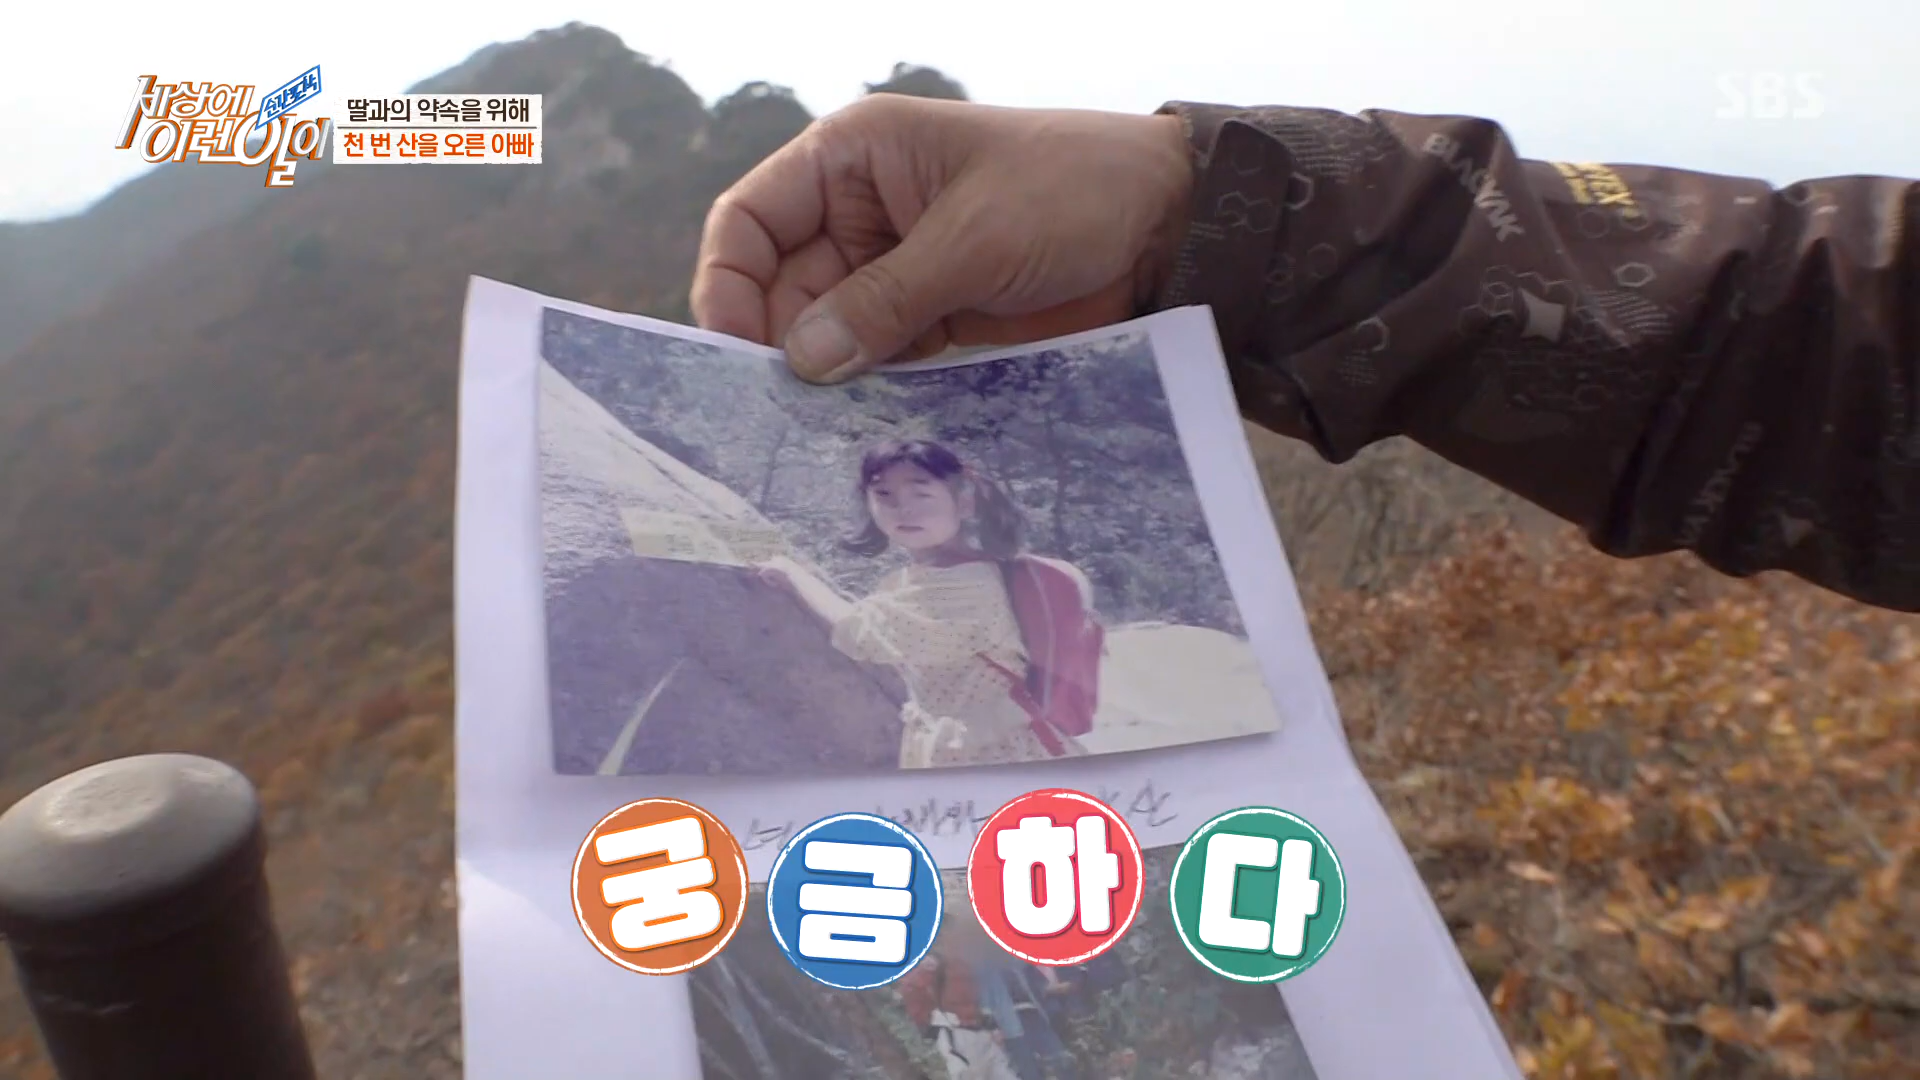 세상에
순간포착
이런 일이
딸과의 약속을 위해
천 번 산을 오른 아빠
SBS
BLACKYAK
궁금하다